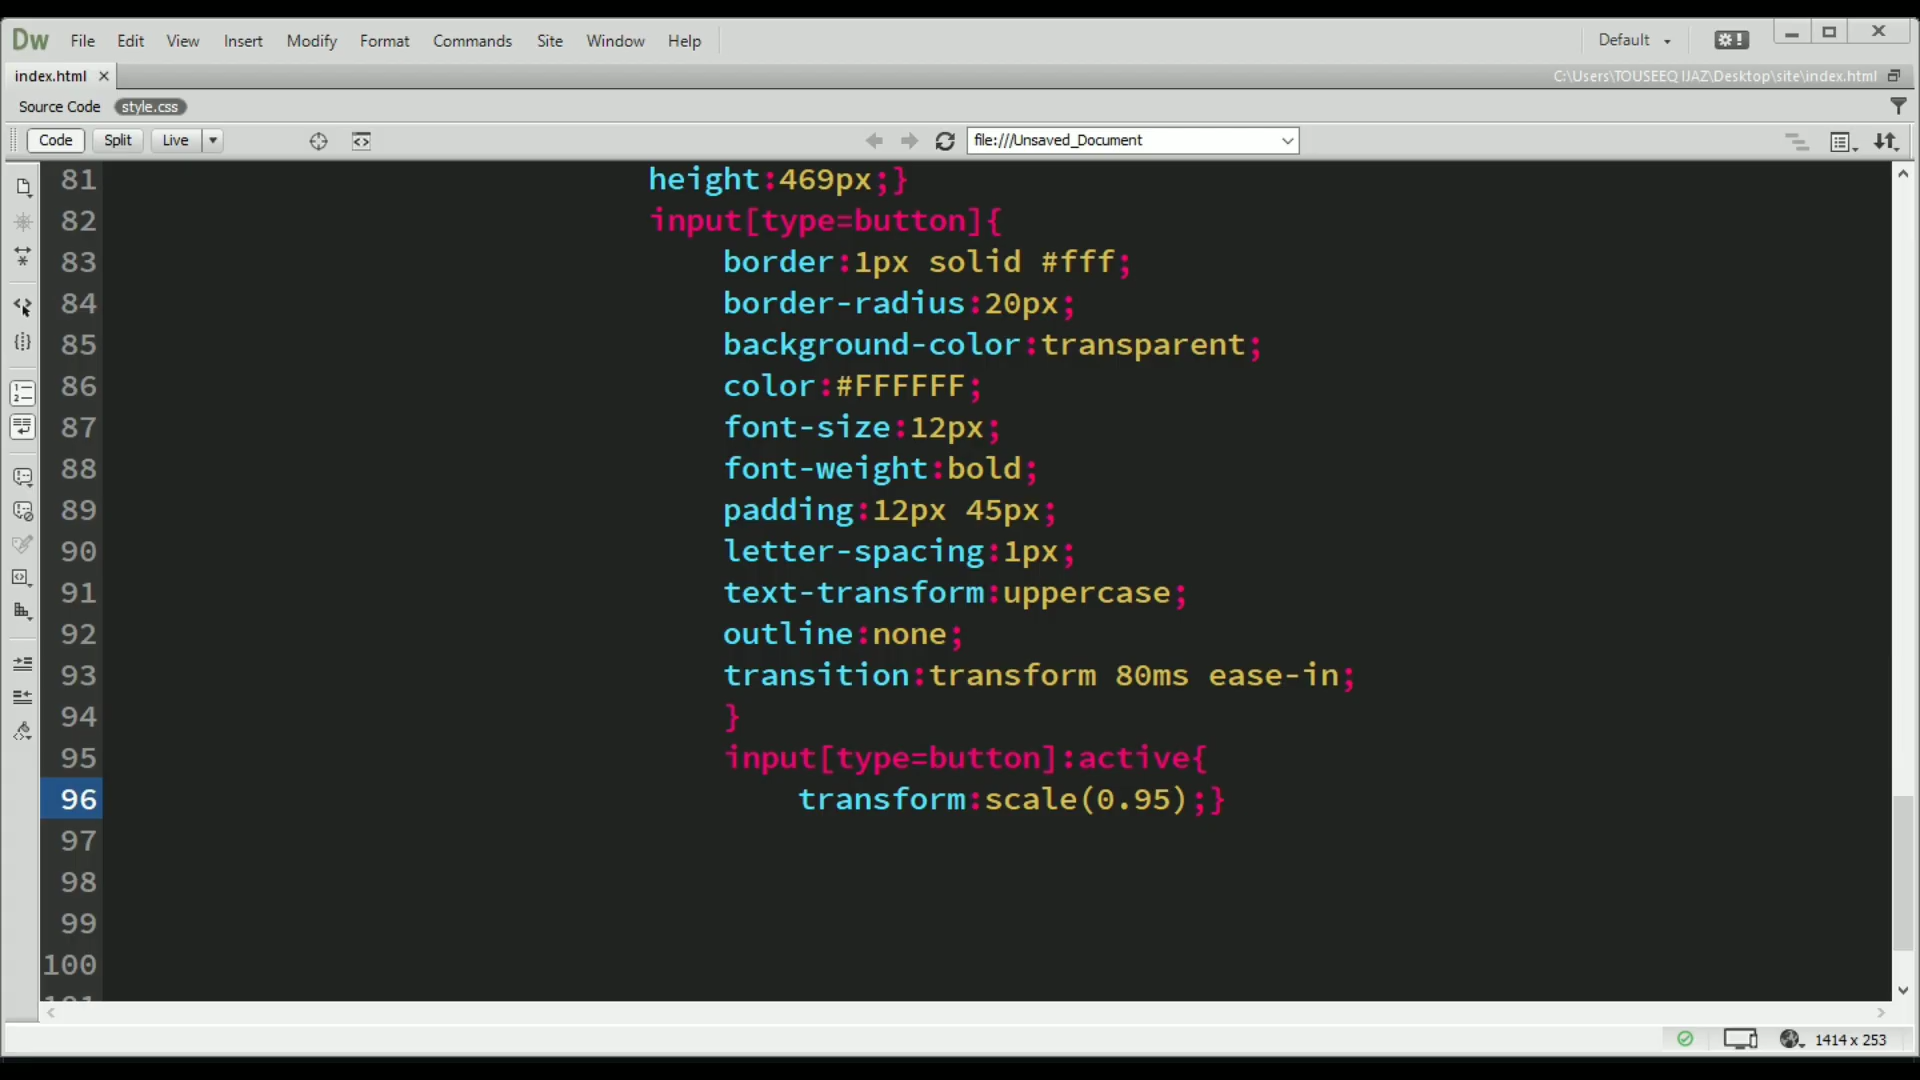 Dw File Edit View Insert Modify Format Commands Site Window Help Default
index.html C:\Users\TOUSEEQ IJAZ\Desktop\site\index.html
Source Code style.css
Code Split Live file:///Unsaved_Document
81 height:469px;}
82 input[type=button]{
83 border:1px solid #fff;
84 border-radius:20px;
85 background-color:transparent;
86 color:#FFFFFF;
87 font-size:12px;
88 font-weight:bold;
89 padding:12px 45px;
90 letter-spacing:1px;
91 text-transform:uppercase;
92 outline:none;
93 transition:transform 80ms ease-in;
94 }
95 input[type=button]:active{
96 transform:scale(0.95);}
97
98
99
100
101
1414 x 253